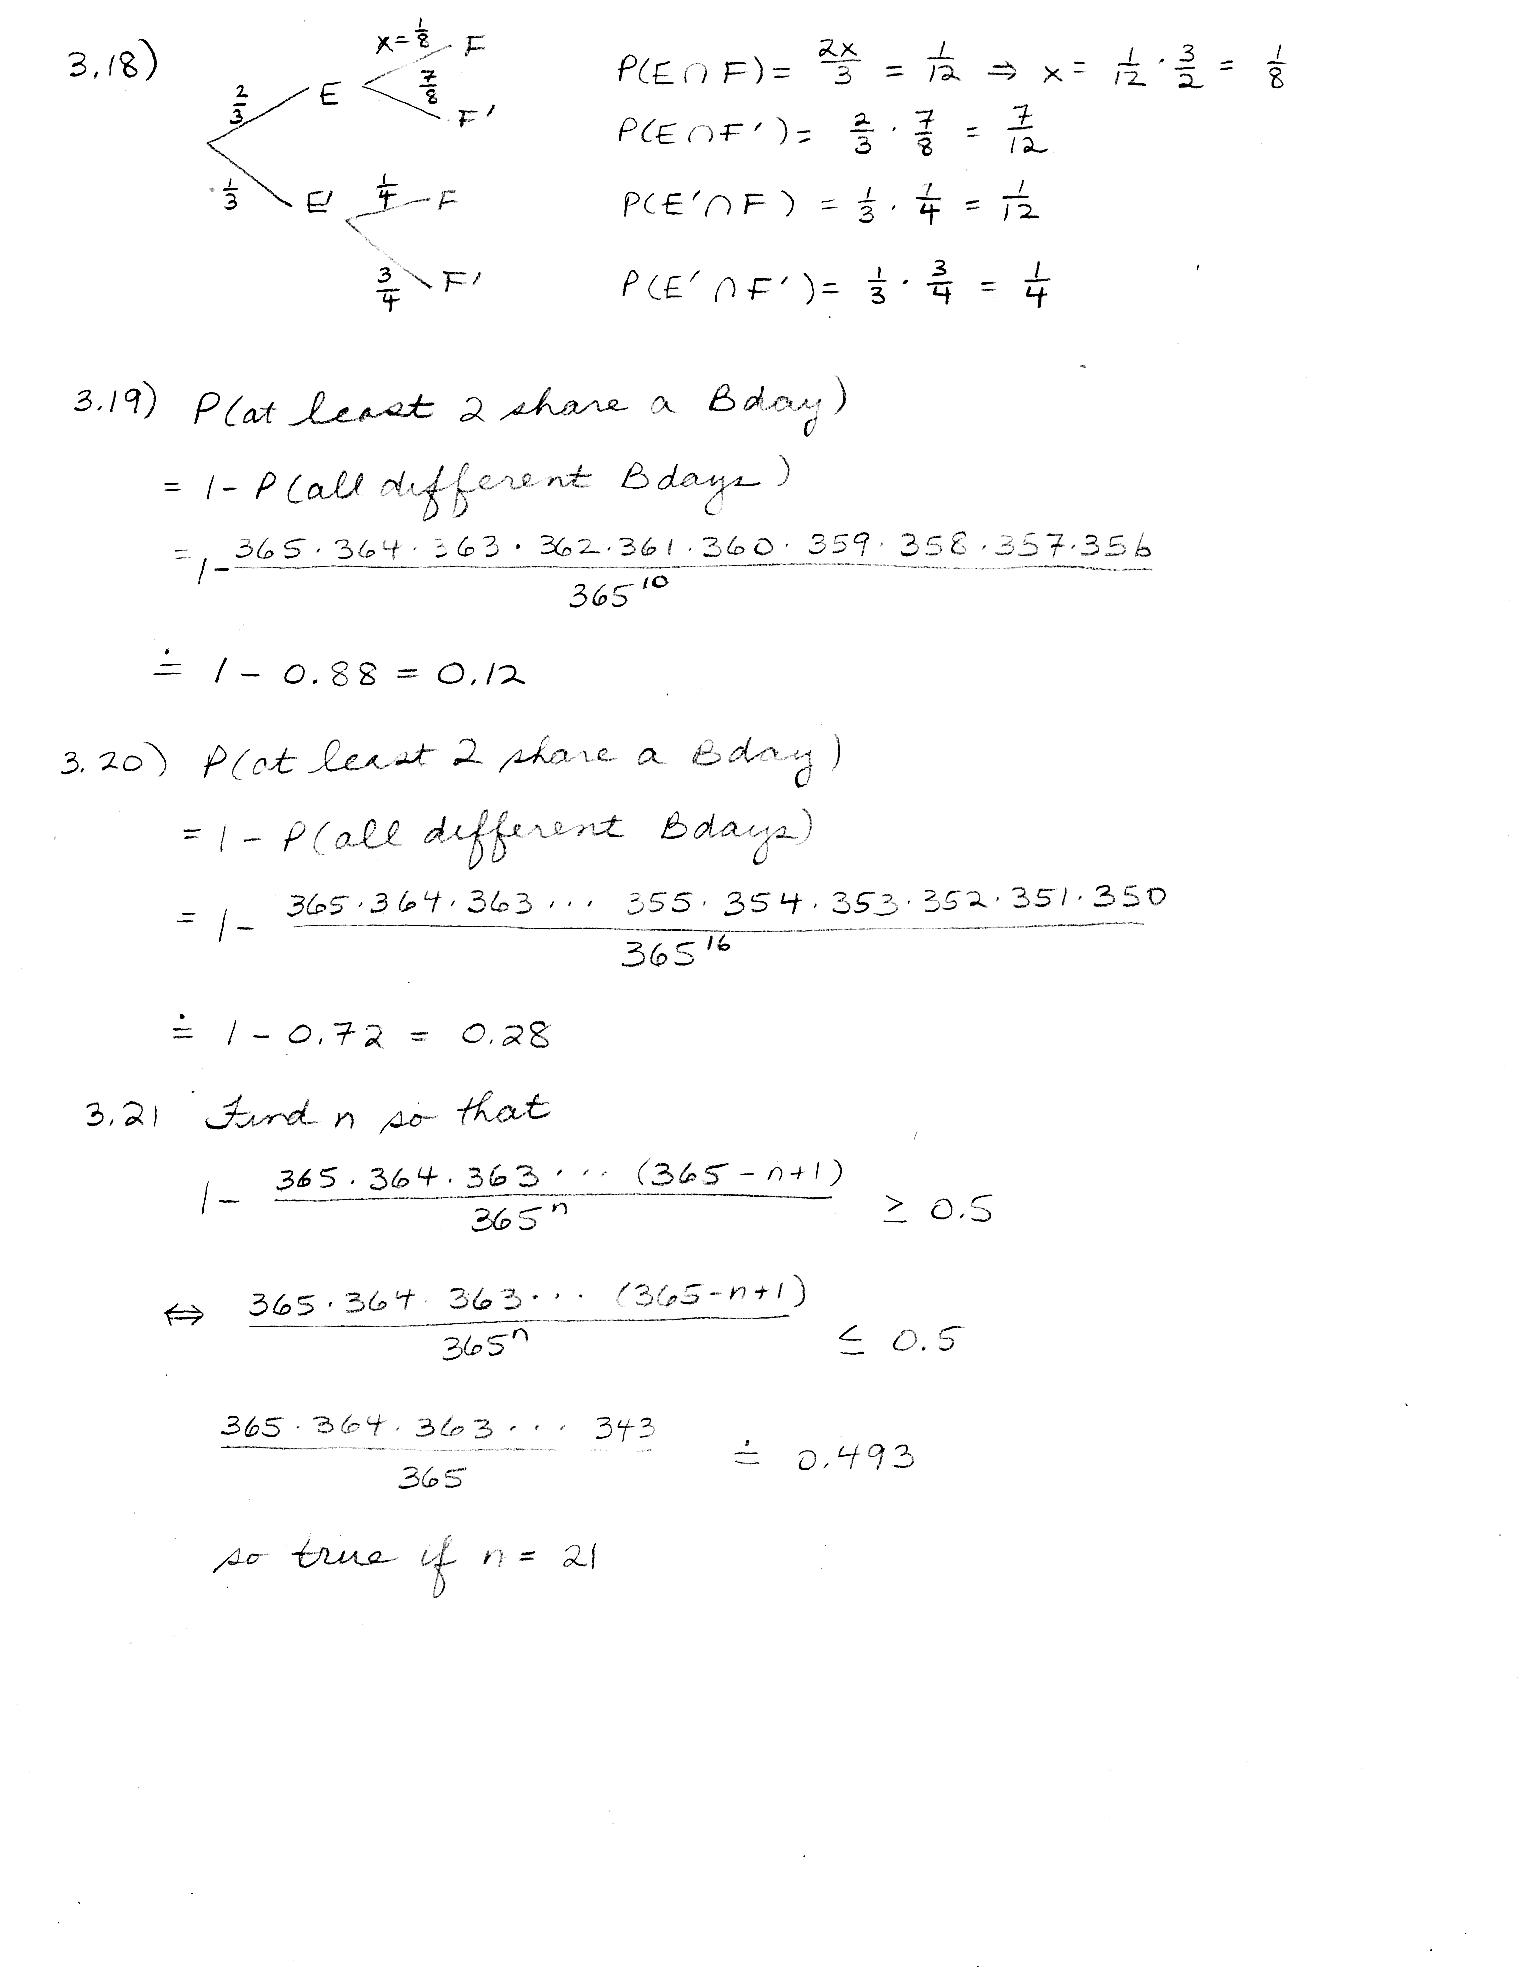 3.18)
x = 1/8 F
2/3 E 7/8
F'
1/3 E' 1/4 F
3/4 F'
P(E∩F) = 2x/3 = 1/12 ⇒ x = 1/12 · 3/2 = 1/8
P(E∩F') = 2/3 · 7/8 = 7/12
P(E'∩F) = 1/3 · 1/4 = 1/12
P(E'∩F') = 1/3 · 3/4 = 1/4
3.19) P(at least 2 share a Bday)
= 1 - P(all different Bdays)
= 1 - 365·364·363·362·361·360·359·358·357·356 / 365^10
≐ 1 - 0.88 = 0.12
3.20) P(at least 2 share a Bday)
= 1 - P(all different Bdays)
= 1 - 365·364·363... 355·354·353·352·351·350 / 365^16
≐ 1 - 0.72 = 0.28
3.21 Find n so that
1 - 365·364·363··· (365-n+1) / 365^n ≥ 0.5
⇔ 365·364·363··· (365-n+1) / 365^n ≤ 0.5
365·364·363··· 343 / 365 ≐ 0.493
so true if n = 21